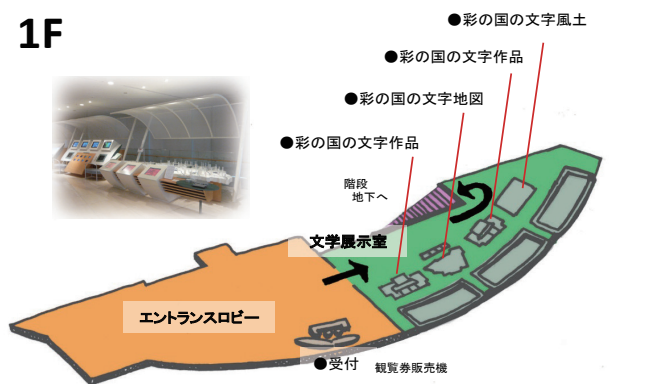 1F
●彩の国の文字風土
●彩の国の文字作品
●彩の国の文字地図
●彩の国の文字作品
階段
地下へ
文学展示室
エントランスロビー
●受付
観覧券販売機